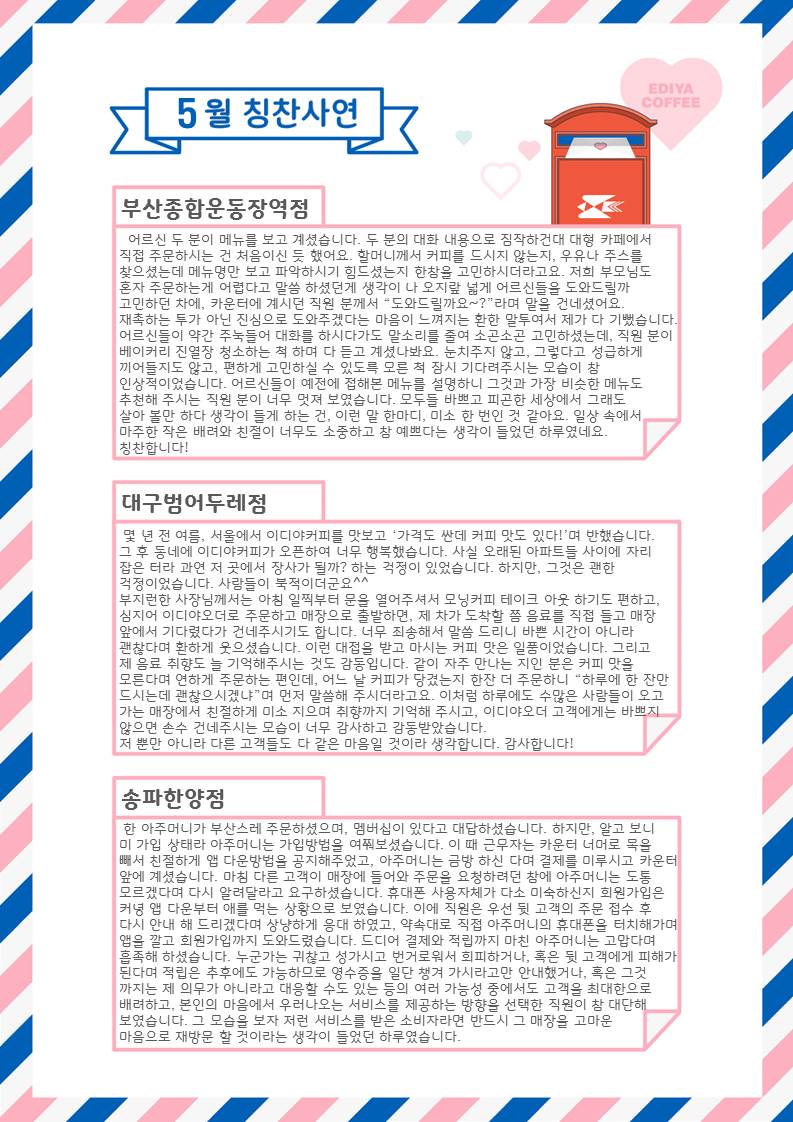 EDIYA
COFFEE
5월 칭찬사연
부산종합운동장역점
어르신 두 분이 메뉴를 보고 계셨습니다. 두 분의 대화 내용으로 짐작하건대 대형 카페에서
직접 주문하시는 건 처음이신 듯 했어요. 할머니께서 커피를 드시지 않는지, 우유나 주스를
찾으셨는데 메뉴명만 보고 파악하시기 힘드셨는지 한참을 고민하시더라고요. 저희 부모님도
혼자 주문하는게 어렵다고 말씀 하셨던게 생각이 나 오지랖 넓게 어르신들을 도와드릴까
고민하던 차에, 카운터에 계시던 직원 분께서 “도와드릴까요~?”라며 말을 건네셨어요.
재촉하는 투가 아닌 진심으로 도와주겠다는 마음이 느껴지는 환한 말투여서 제가 다 기뻤습니다.
어르신들이 약간 주눅들어 대화를 하시다가도 말소리를 줄여 소곤소곤 고민하셨는데, 직원 분이
베이커리 진열장 청소하는 척 하며 다 듣고 계셨나봐요. 눈치주지 않고, 그렇다고 성급하게
끼어들지도 않고, 편하게 고민하실 수 있도록 모른 척 잠시 기다려주시는 모습이 참
인상적이었습니다. 어르신들이 예전에 접해본 메뉴를 설명하니 그것과 가장 비슷한 메뉴도
추천해 주시는 직원 분이 너무 멋져 보였습니다. 모두들 바쁘고 피곤한 세상에서 그래도
살아 볼만 하다 생각이 들게 하는 건, 이런 말 한마디, 미소 한 번인 것 같아요. 일상 속에서
마주한 작은 배려와 친절이 너무도 소중하고 참 예쁘다는 생각이 들었던 하루였네요.
칭찬합니다!
대구범어두레점
몇 년 전 여름, 서울에서 이디야커피를 맛보고 ‘가격도 싼데 커피 맛도 있다!’며 반했습니다.
그 후 동네에 이디야커피가 오픈하여 너무 행복했습니다. 사실 오래된 아파트들 사이에 자리
잡은 터라 과연 저 곳에서 장사가 될까? 하는 걱정이 있었습니다. 하지만, 그것은 괜한
걱정이었습니다. 사람들이 북적이더군요^^
부지런한 사장님께서는 아침 일찍부터 문을 열어주셔서 모닝커피 테이크 아웃 하기도 편하고,
심지어 이디야오더로 주문하고 매장으로 출발하면, 제 차가 도착할 쯤 음료를 직접 들고 매장
앞에서 기다렸다가 건네주시기도 합니다. 너무 죄송해서 말씀 드리니 바쁜 시간이 아니라
괜찮다며 환하게 웃으셨습니다. 이런 대접을 받고 마시는 커피 맛은 일품이었습니다. 그리고
제 음료 취향도 늘 기억해주시는 것도 감동입니다. 같이 자주 만나는 지인 분은 커피 맛을
모른다며 연하게 주문하는 편인데, 어느 날 커피가 당겼는지 한잔 더 주문하니 “하루에 한 잔만
드시는데 괜찮으시겠냐”며 먼저 말씀해 주시더라고요. 이처럼 하루에도 수많은 사람들이 오고
가는 매장에서 친절하게 미소 지으며 취향까지 기억해 주시고, 이디야오더 고객에게는 바쁘지
않으면 손수 건네주시는 모습이 너무 감사하고 감동받았습니다.
저 뿐만 아니라 다른 고객들도 다 같은 마음일 것이라 생각합니다. 감사합니다!
송파한양점
한 아주머니가 부산스레 주문하셨으며, 멤버십이 있다고 대답하셨습니다. 하지만, 알고 보니
미 가입 상태라 아주머니는 가입방법을 여쭤보셨습니다. 이 때 근무자는 카운터 너머로 목을
빼서 친절하게 앱 다운방법을 공지해주었고, 아주머니는 금방 하신 다며 결제를 미루시고 카운터
앞에 계셨습니다. 마침 다른 고객이 매장에 들어와 주문을 요청하려던 참에 아주머니는 도통
모르겠다며 다시 알려달라고 요구하셨습니다. 휴대폰 사용자체가 다소 미숙하신지 회원가입은
커녕 앱 다운부터 애를 먹는 상황으로 보였습니다. 이에 직원은 우선 뒷 고객의 주문 접수 후
다시 안내 해 드리겠다며 상냥하게 응대 하였고, 약속대로 직접 아주머니의 휴대폰을 터치해가며
앱을 깔고 회원가입까지 도와드렸습니다. 드디어 결제와 적립까지 마친 아주머니는 고맙다며
흡족해 하셨습니다. 누군가는 귀찮고 성가시고 번거로워서 회피하거나, 혹은 뒷 고객에게 피해가
된다며 적립은 추후에도 가능하므로 영수증을 일단 챙겨 가시라고만 안내했거나, 혹은 그것
까지는 제 의무가 아니라고 대응할 수도 있는 등의 여러 가능성 중에서도 고객을 최대한으로
배려하고, 본인의 마음에서 우러나오는 서비스를 제공하는 방향을 선택한 직원이 참 대단해
보였습니다. 그 모습을 보자 저런 서비스를 받은 소비자라면 반드시 그 매장을 고마운
마음으로 재방문 할 것이라는 생각이 들었던 하루였습니다.